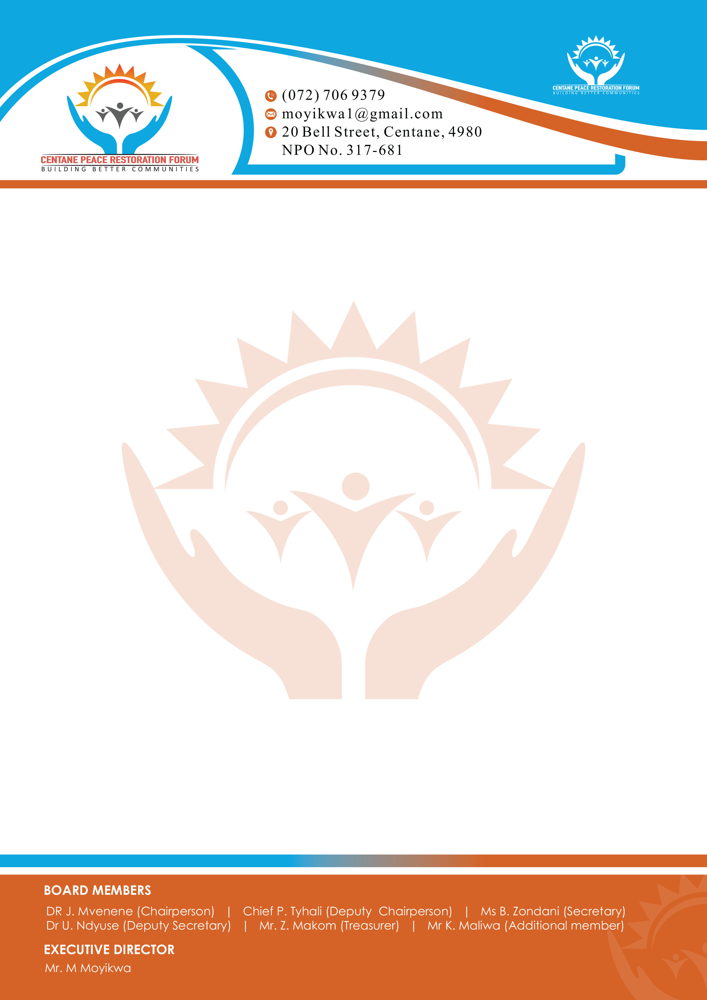 CENTANE PEACE RESTORATION FORUM
BUILDING BETTER COMMUNITIES
(072) 706 9379
moyikwa1@gmail.com
20 Bell Street, Centane, 4980
NPO No. 317-681
CENTANE PEACE RESTORATION FORUM
BUILDING BETTER COMMUNITIES
BOARD MEMBERS
DR J. Mvenene (Chairperson) | Chief P. Tyhali (Deputy Chairperson) | Ms B. Zondani (Secretary)
Dr U. Ndyuse (Deputy Secretary) | Mr. Z. Makom (Treasurer) | Mr K. Maliwa (Additional member)
EXECUTIVE DIRECTOR
Mr. M Moyikwa